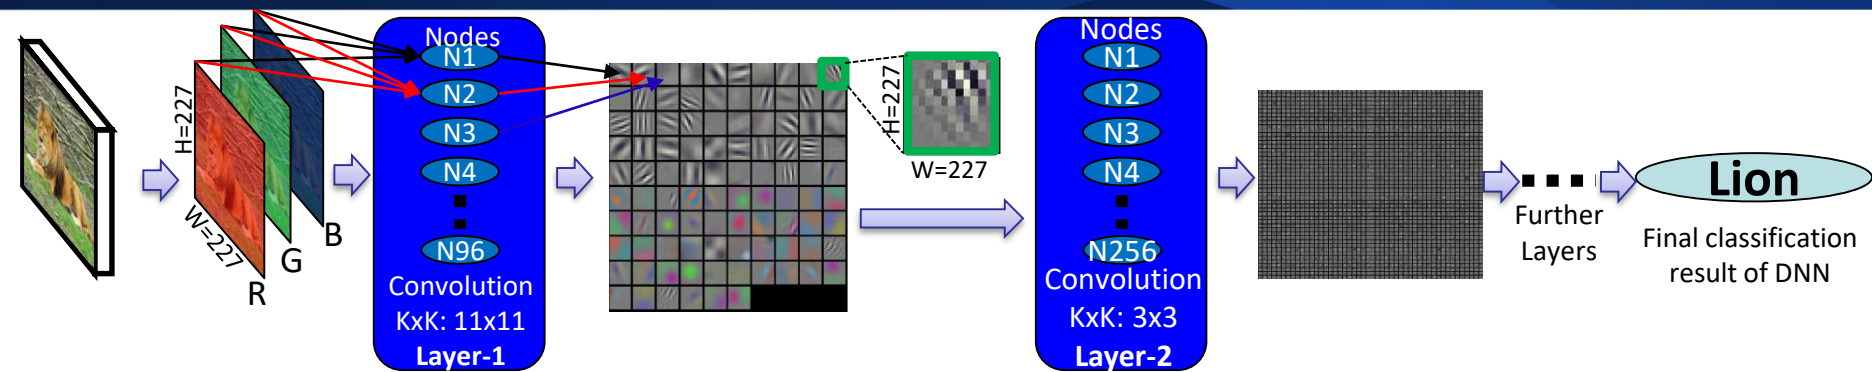 H=227
W=227
R
G
B
Nodes
N1
N2
N3
N4
N96
Convolution
KxK: 11x11
Layer-1
H=227
W=227
Nodes
N1
N2
N3
N4
N256
Convolution
KxK: 3x3
Layer-2
Further
Layers
Lion
Final classification
result of DNN